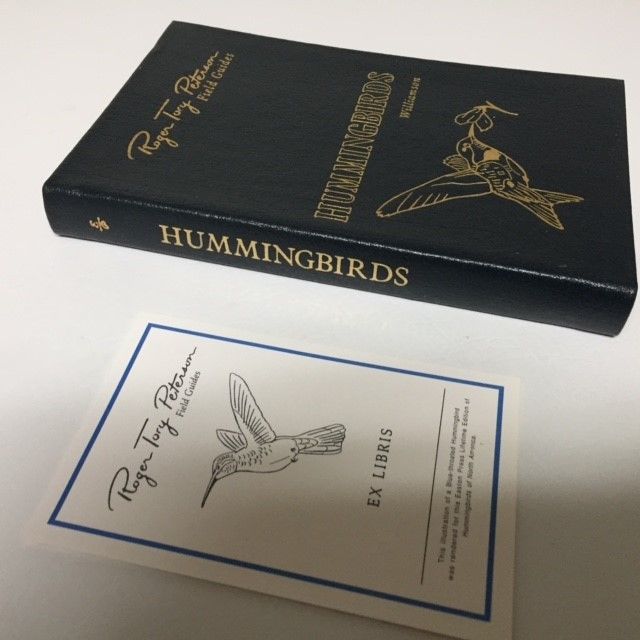 Roger Tory Peterson
Field Guides
HUMMINGBIRDS
Williamson
HUMMINGBIRDS
Roger Tory Peterson
Field Guides
EX LIBRIS
This illustration of a Blue-throated Hummingbird
was rendered for the Easton Press Lifetime Edition of
Hummingbirds of North America.